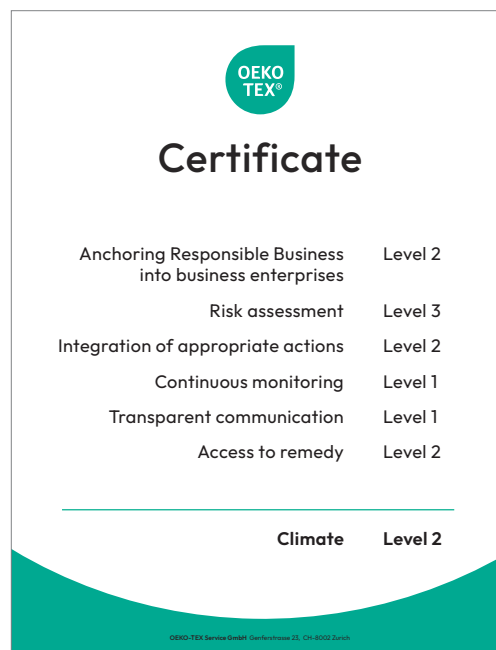 OEKO
TEX®
Certificate
Anchoring Responsible Business Level 2
into business enterprises
Risk assessment Level 3
Integration of appropriate actions Level 2
Continuous monitoring Level 1
Transparent communication Level 1
Access to remedy Level 2
Climate Level 2
OEKO-TEX Service GmbH Genferstrasse 23, CH-8002 Zurich